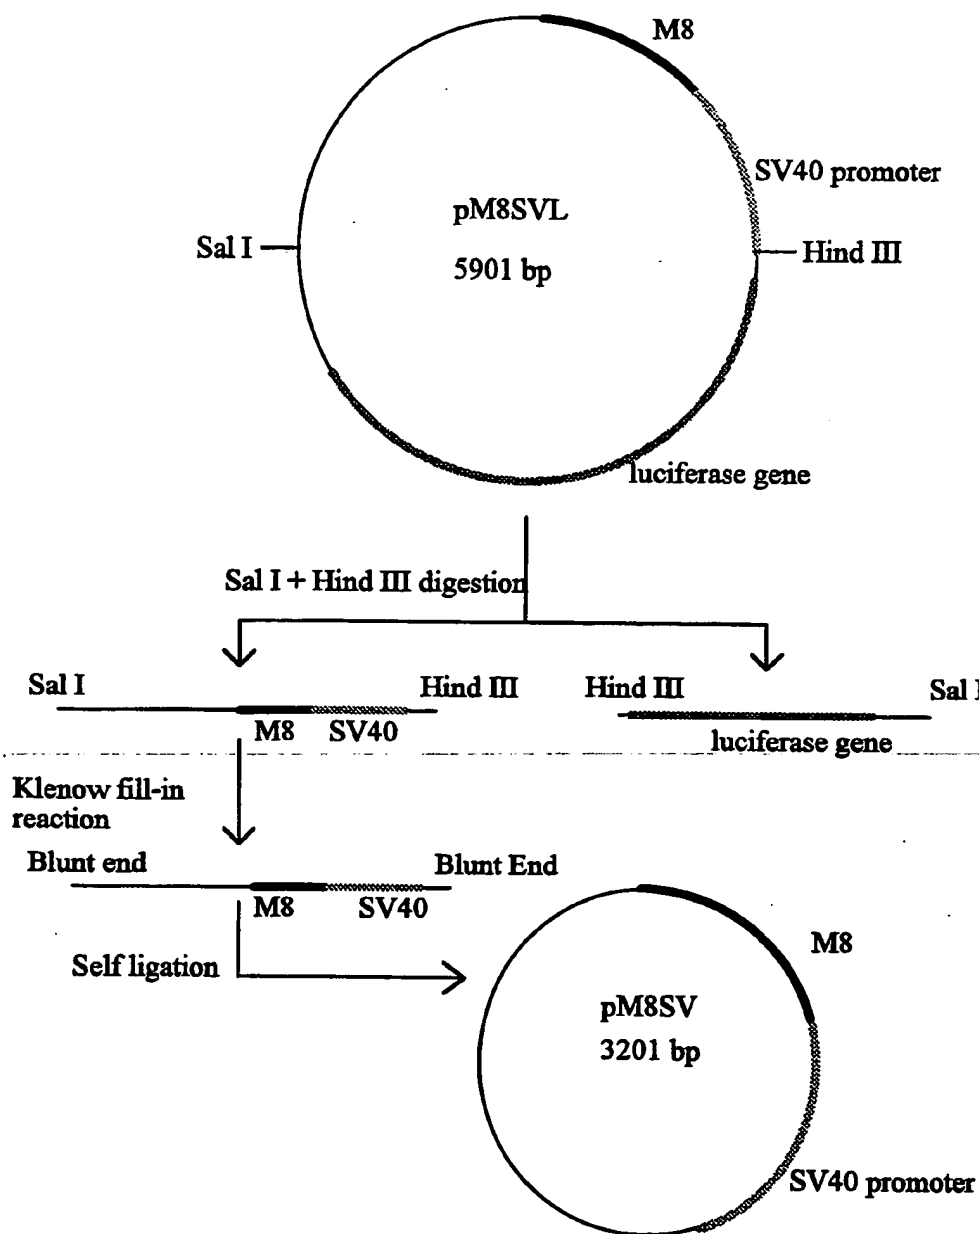 M8
SV40 promoter
pM8SVL
Sal I
Hind III
5901 bp
luciferase gene
Sal I + Hind III digestion
Sal I
Hind III
Hind III
Sal I
M8
SV40
luciferase gene
Klenow fill-in
reaction
Blunt end
Blunt End
M8
SV40
M8
Self ligation
pM8SV
3201 bp
SV40 promoter